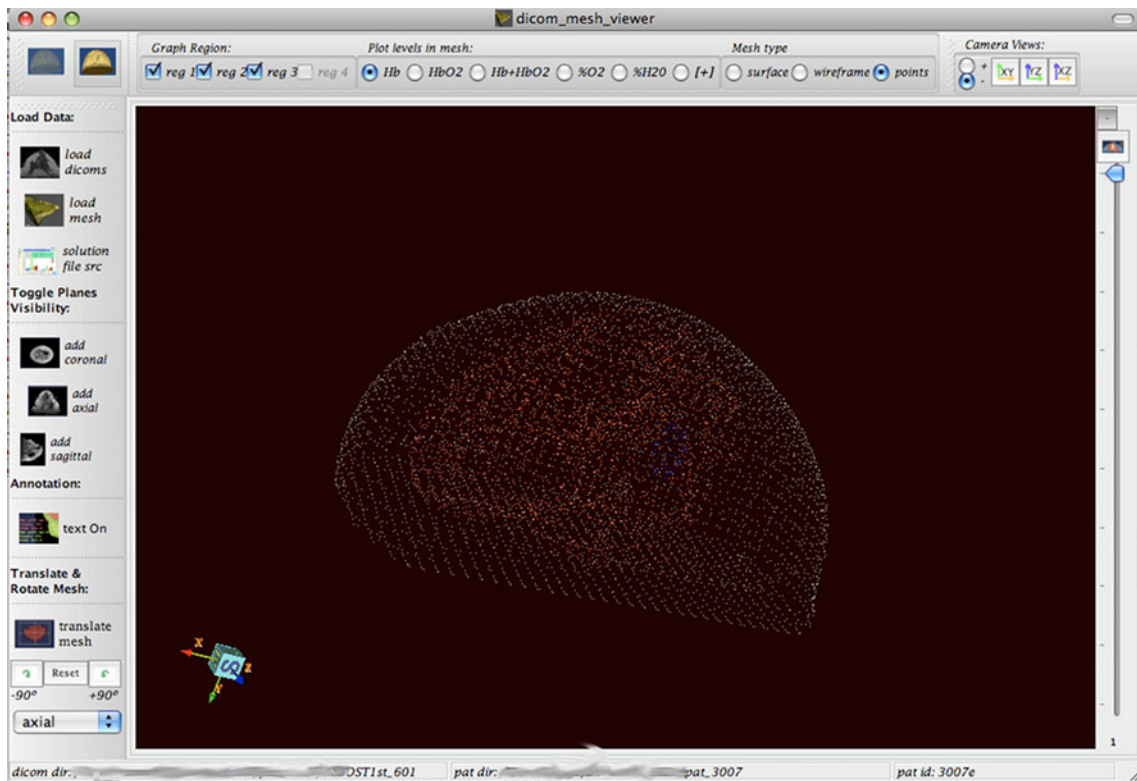 dicom_mesh_viewer
Graph Region:
reg 1 reg 2 reg 3 reg 4
Plot levels in mesh:
Hb HbO2 Hb+HbO2 %O2 %H20 [+]
Mesh type
surface wireframe points
Camera Views:
+
-
XY YZ XZ
Load Data:
load
dicoms
load
mesh
solution
file src
Toggle Planes
Visibility:
add
coronal
add
axial
add
sagittal
Annotation:
text On
Translate &
Rotate Mesh:
translate
mesh
Reset
-90° +90°
axial
X
S
Z
Y
1
dicom dir: OST1st_601
pat dir: pat_3007
pat id: 3007e